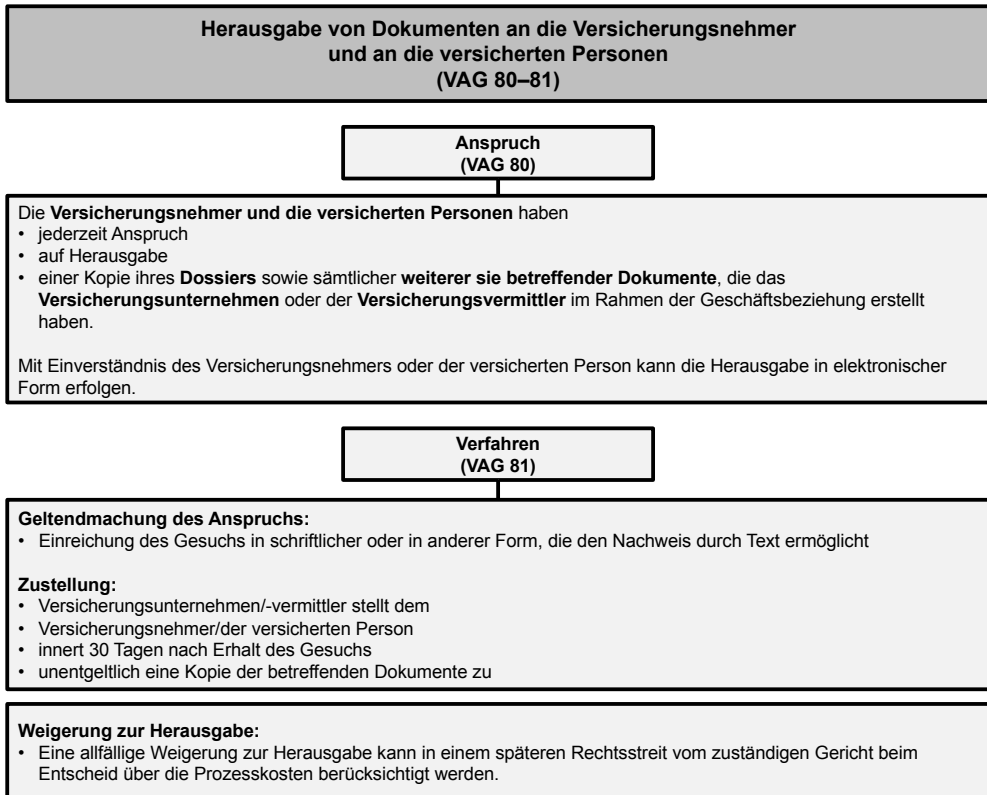 Herausgabe von Dokumenten an die Versicherungsnehmer
und an die versicherten Personen
(VAG 80–81)
Anspruch
(VAG 80)
Die Versicherungsnehmer und die versicherten Personen haben
• jederzeit Anspruch
• auf Herausgabe
• einer Kopie ihres Dossiers sowie sämtlicher weiterer sie betreffender Dokumente, die das
Versicherungsunternehmen oder der Versicherungsvermittler im Rahmen der Geschäftsbeziehung erstellt
haben.
Mit Einverständnis des Versicherungsnehmers oder der versicherten Person kann die Herausgabe in elektronischer
Form erfolgen.
Verfahren
(VAG 81)
Geltendmachung des Anspruchs:
• Einreichung des Gesuchs in schriftlicher oder in anderer Form, die den Nachweis durch Text ermöglicht
Zustellung:
• Versicherungsunternehmen/-vermittler stellt dem
• Versicherungsnehmer/der versicherten Person
• innert 30 Tagen nach Erhalt des Gesuchs
• unentgeltlich eine Kopie der betreffenden Dokumente zu
Weigerung zur Herausgabe:
• Eine allfällige Weigerung zur Herausgabe kann in einem späteren Rechtsstreit vom zuständigen Gericht beim
Entscheid über die Prozesskosten berücksichtigt werden.